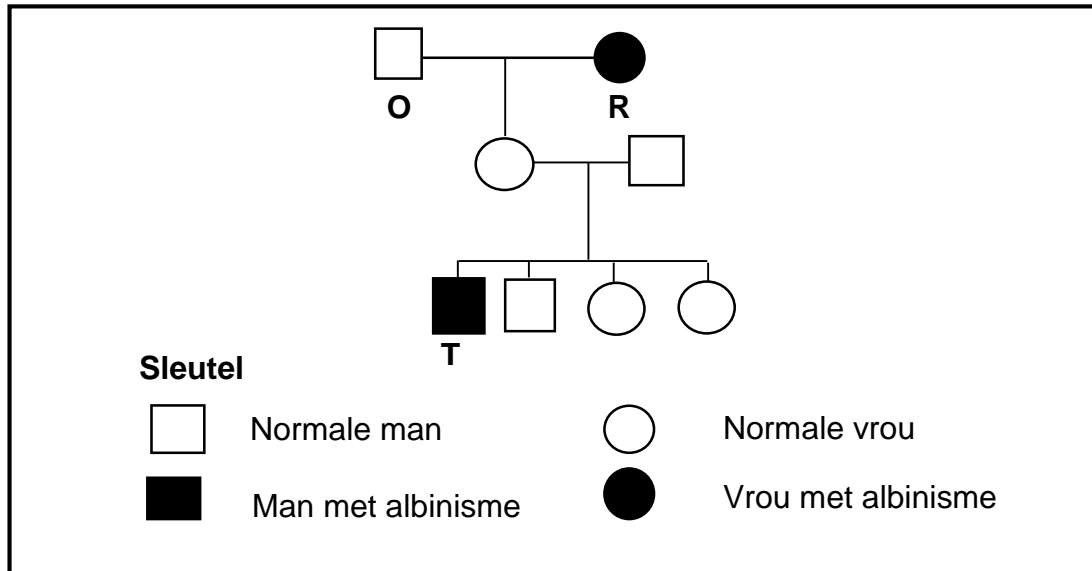 O R
T
Sleutel
Normale man Normale vrou
Man met albinisme Vrou met albinisme